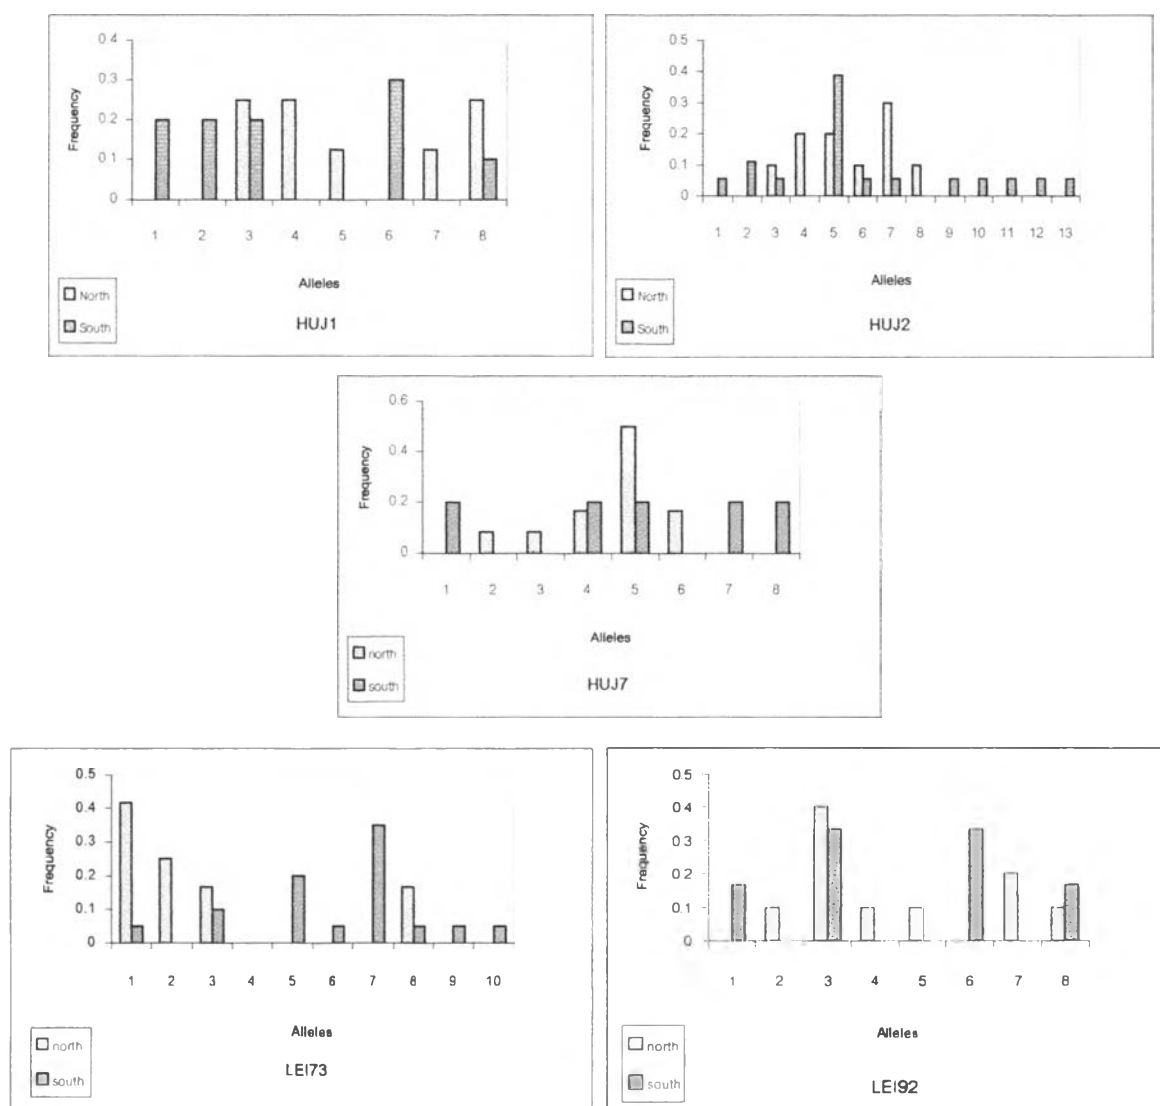 0.4
0.3
0.2
0.1
0
Frequency
1 2 3 4 5 6 7 8
Alleles
North
South
HUJ1
0.5
0.4
0.3
0.2
0.1
0
Frequency
1 2 3 4 5 6 7 8 9 10 11 12 13
Alleles
North
South
HUJ2
0.6
0.4
0.2
0
Frequency
1 2 3 4 5 6 7 8
Alleles
north
south
HUJ7
0.5
0.4
0.3
0.2
0.1
0
Frequency
1 2 3 4 5 6 7 8 9 10
Alleles
north
south
LEI73
0.5
0.4
0.3
0.2
0.1
0
Frequency
1 2 3 4 5 6 7 8
Alleles
north
south
LEI92